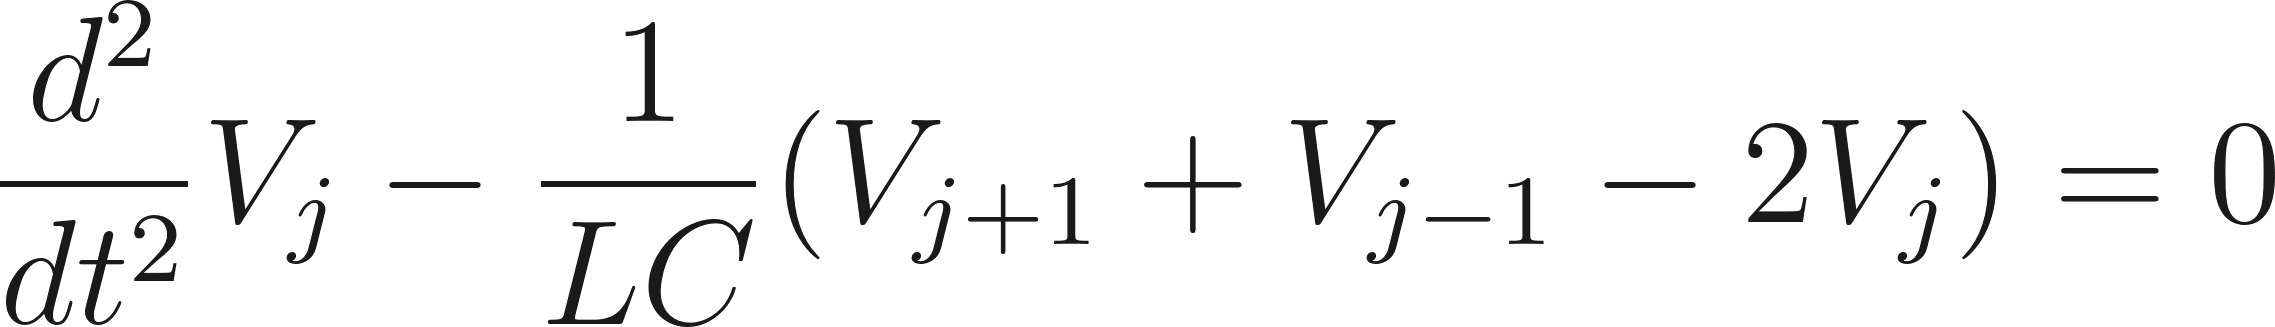 \frac{d^2}{dt^2} V_j - \frac{1}{LC} (V_{j+1} + V_{j-1} - 2V_j) = 0